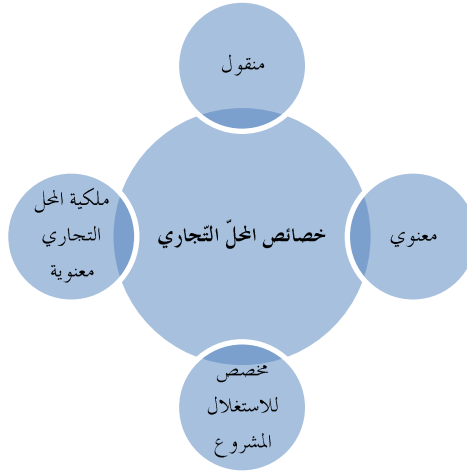 منقول
معنوي
خصائص المحلّ التّجاري
ملكية المحل
التجاري
معنوية
مخصص
للاستغلال
المشروع